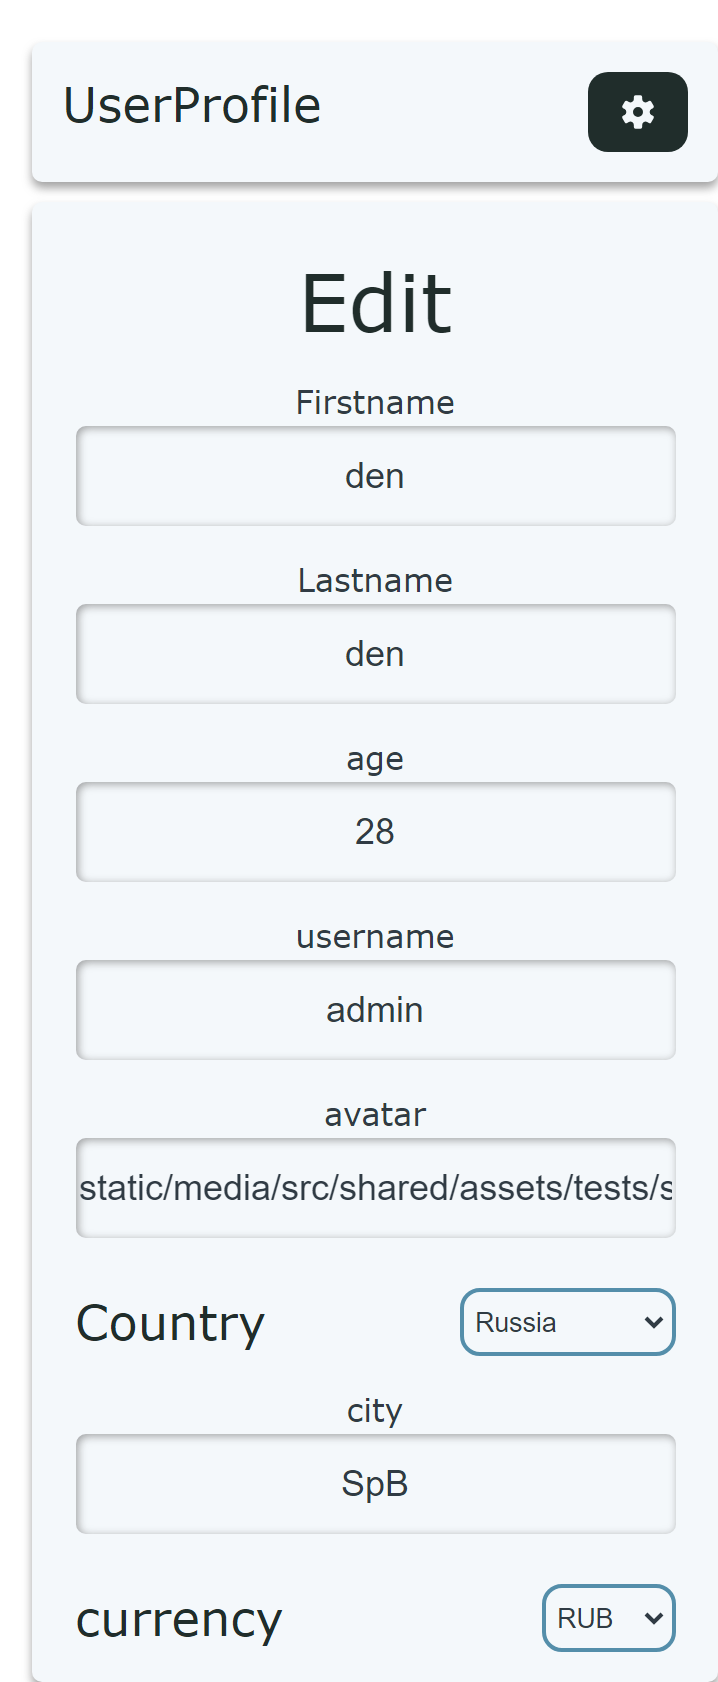 UserProfile
Edit
Firstname
den
Lastname
den
age
28
username
admin
avatar
static/media/src/shared/assets/tests/s
Country
Russia
city
SpB
currency
RUB